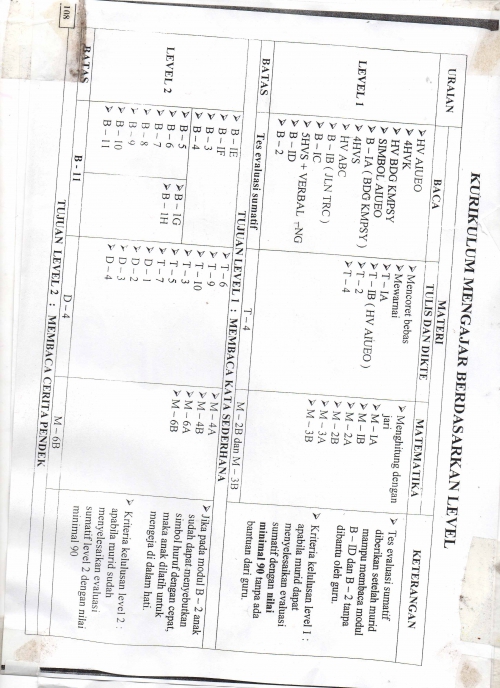 KURIKULUM MENGAJAR BERDASARKAN LEVEL
URAIAN
MATERI
KETERANGAN
BACA
TULIS DAN DIKTE
MATEMATIKA
LEVEL 1
➢ HV AIUEO
➢ 4HVK
➢ HV BDG KMPSY
➢ SIMBOL AIUEO
➢ B – IA ( BDG KMPSY )
➢ 4HVS
➢ HV ABC
➢ B – IB ( JLN TRC )
➢ B – IC
➢ 5HVS + VERBAL –NG
➢ B – ID
➢ B – 2
➢ Mencoret bebas
➢ Mewarnai
➢ T – IA
➢ T – IB ( HV AIUEO )
➢ T – 2
➢ T – 4
➢ Menghitung dengan
jari
➢ M – IA
➢ M – IB
➢ M – 2A
➢ M – 2B
➢ M – 3A
➢ M – 3B
➢ Tes evaluasi sumatif
diberikan setelah murid
mampu membaca modul
B – ID dan B – 2 tanpa
dibantu oleh guru.
➢ Kriteria kelulusan level 1 :
apabila murid dapat
menyelesaikan evaluasi
sumatif dengan nilai
minimal 90 tanpa ada
bantuan dari guru.
BATAS
Tes evaluasi sumatif
T – 4
M – 2B dan M – 3B
TUJUAN LEVEL 1 : MEMBACA KATA SEDERHANA
LEVEL 2
➢ B – IE
➢ B – IF
➢ B – 3
➢ B – 4
➢ B – 5
➢ B – 6
➢ B – 7
➢ B – 8
➢ B – 9
➢ B – 10
➢ B – 11
➢ B – 1G
➢ B – 1H
➢ T – 6
➢ T – 9
➢ T – 10
➢ T – 3
➢ T – 5
➢ T – 7
➢ D – 1
➢ D – 2
➢ D – 3
➢ D – 4
➢ M – 4A
➢ M – 4B
➢ M – 6A
➢ M – 6B
➢ Jika pada modul B – 2 anak
sudah dapat menyebutkan
simbol huruf dengan cepat,
maka anak dilatih untuk
mengeja di dalam hati.
➢ Kriteria kelulusan level 2 :
apabila murid sudah
menyelesaikan evaluasi
sumatif level 2 dengan nilai
minimal 90
BATAS
B - 11
D – 4
M – 6B
TUJUAN LEVEL 2 : MEMBACA CERITA PENDEK
108